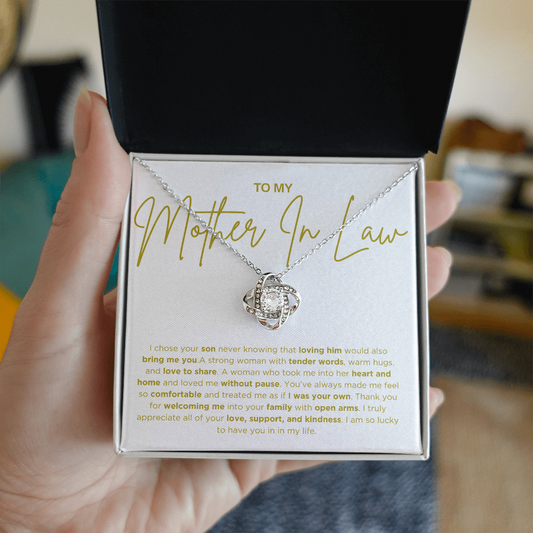 TO MY
Mother In Law
I chose your son never knowing that loving him would also
bring me you.A strong woman with tender words, warm hugs,
and love to share. A woman who took me into her heart and
home and loved me without pause. You've always made me feel
so comfortable and treated me as if I was your own. Thank you
for welcoming me into your family with open arms. I truly
appreciate all of your love, support, and kindness. I am so lucky
to have you in in my life.